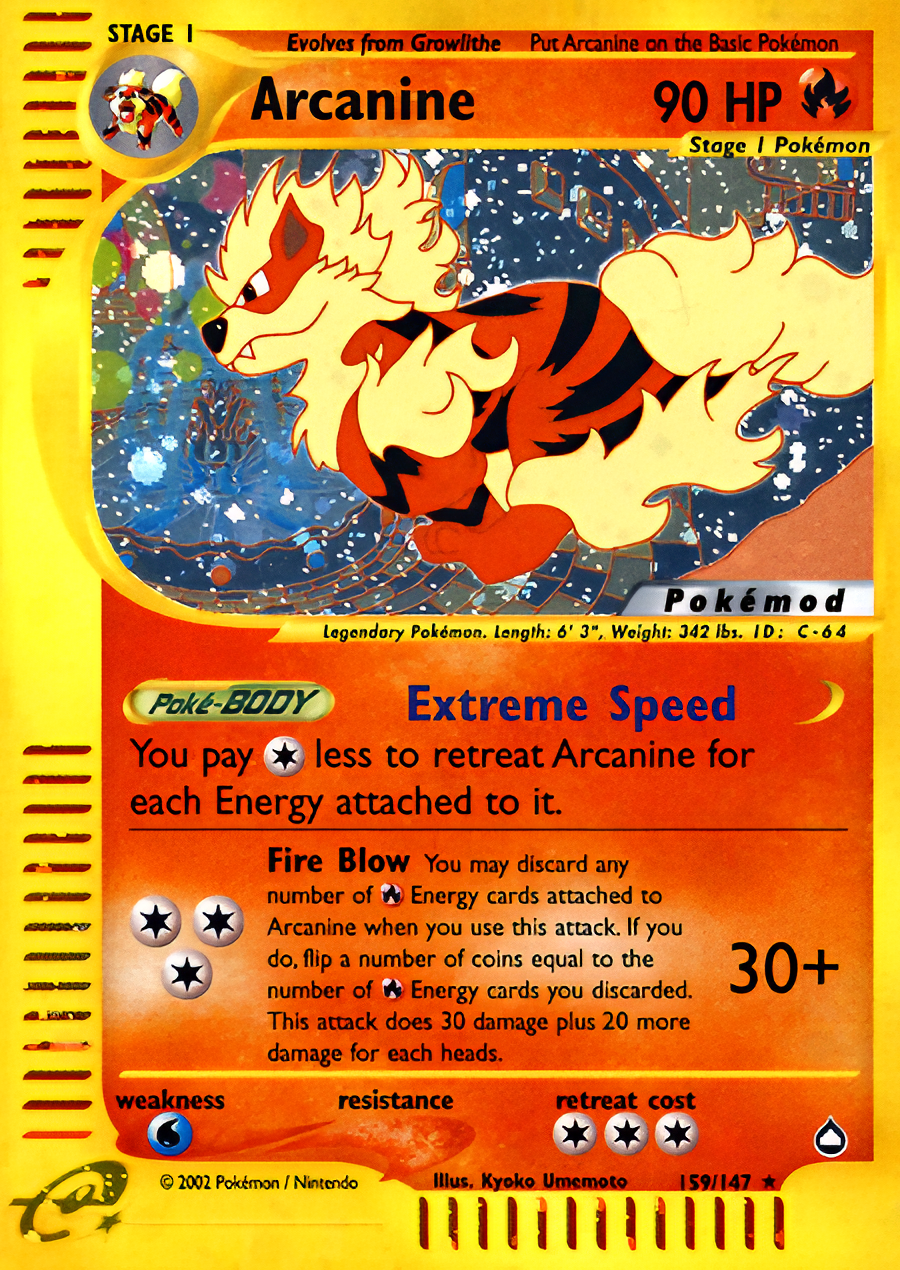 STAGE 1
Evolves from Growlithe Put Arcanine on the Basic Pokémon
Arcanine 90 HP
Stage 1 Pokémon
Pokémod
Legendary Pokémon. Length: 6' 3", Weight: 342 lbs. ID: C-64
Poké-BODY Extreme Speed
You pay less to retreat Arcanine for
each Energy attached to it.
Fire Blow You may discard any
number of Energy cards attached to
Arcanine when you use this attack. If you
do, flip a number of coins equal to the
number of Energy cards you discarded.
This attack does 30 damage plus 20 more
damage for each heads.
30+
weakness resistance retreat cost
© 2002 Pokémon / Nintendo Illus. Kyoko Umemoto 159/147 ★